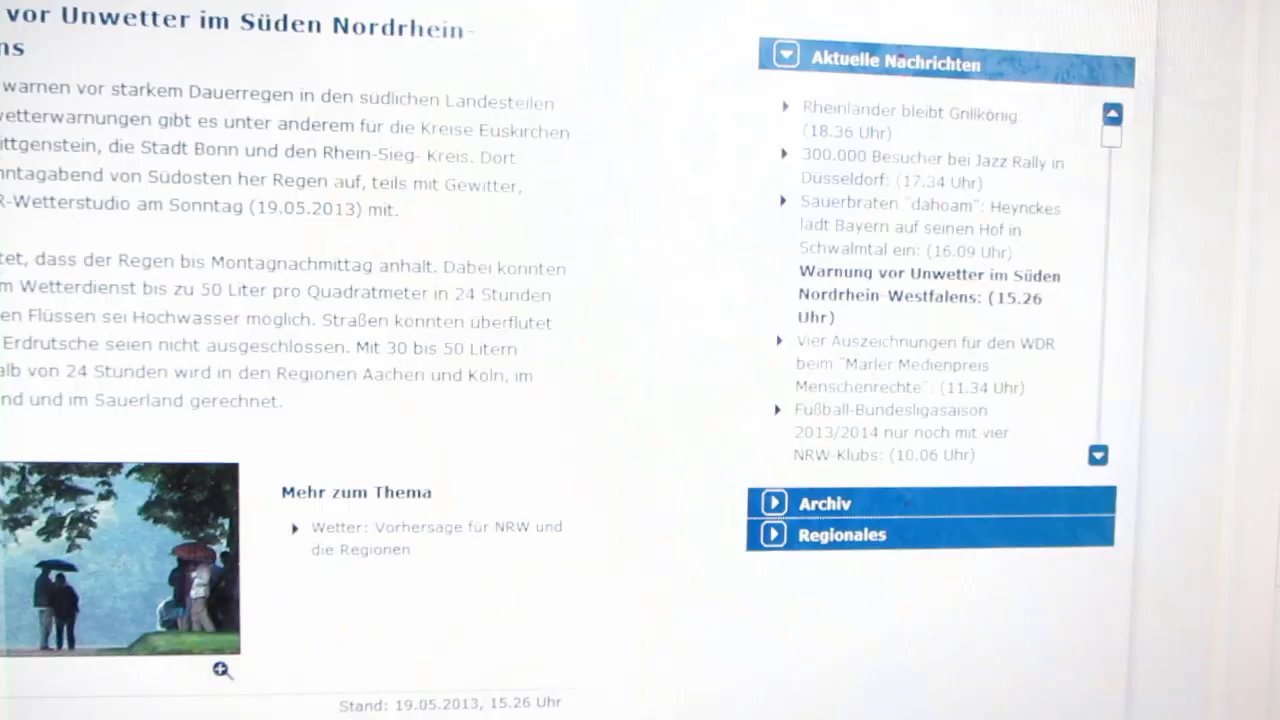 vor Unwetter im Süden Nordrhein-
ns
warnen vor starkem Dauerregen in den südlichen Landesteilen
vetterwarnungen gibt es unter anderem für die Kreise Euskirchen
ittgenstein, die Stadt Bonn und den Rhein-Sieg- Kreis. Dort
nntagabend von Südosten her Regen auf, teils mit Gewitter,
R-Wetterstudio am Sonntag (19.05.2013) mit.
tet, dass der Regen bis Montagnachmittag anhalt. Dabei konnten
m Wetterdienst bis zu 50 Liter pro Quadratmeter in 24 Stunden
en Flüssen sei Hochwasser moglich. Straßen konnten überflutet
Erdrutsche seien nicht ausgeschlossen. Mit 30 bis 50 Litern
alb von 24 Stunden wird in den Regionen Aachen und Koln, im
nd und im Sauerland gerechnet.
Mehr zum Thema
Wetter: Vorhersage für NRW und
die Regionen
Stand: 19.05.2013, 15.26 Uhr
Aktuelle Nachrichten
Rheinlander bleibt Grillkönig:
(18.36 Uhr)
300.000 Besucher bei Jazz Rally in
Dusseldorf: (17.34 Uhr)
Sauerbraten "dahoam": Heynckes
ladt Bayern auf seinen Hof in
Schwalmtal ein: (16.09 Uhr)
Warnung vor Unwetter im Süden
Nordrhein-Westfalens: (15.26
Uhr)
Vier Auszeichnungen für den WDR
beim "Marler Medienpreis
Menschenrechte": (11.34 Uhr)
Fußball-Bundesligasaison
2013/2014 nur noch mit vier
NRW-Klubs: (10.06 Uhr)
Archiv
Regionales